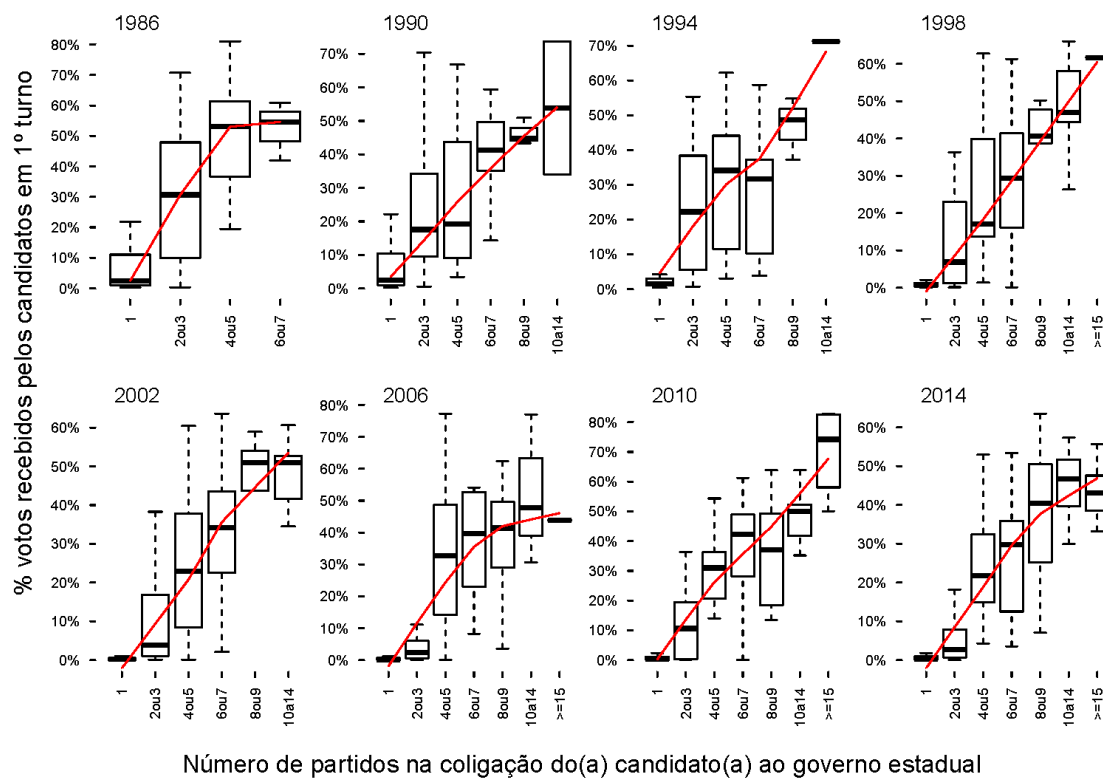 % votos recebidos pelos candidatos em 1º turno
1986
80%
70%
60%
50%
40%
30%
20%
10%
0%
1
2ou3
4ou5
6ou7
1990
70%
60%
50%
40%
30%
20%
10%
0%
1
2ou3
4ou5
6ou7
8ou9
10a14
1994
70%
60%
50%
40%
30%
20%
10%
0%
1
2ou3
4ou5
6ou7
8ou9
10a14
1998
60%
50%
40%
30%
20%
10%
0%
1
2ou3
4ou5
6ou7
8ou9
10a14
>=15
2002
60%
50%
40%
30%
20%
10%
0%
1
2ou3
4ou5
6ou7
8ou9
10a14
2006
80%
70%
60%
50%
40%
30%
20%
10%
0%
1
2ou3
4ou5
6ou7
8ou9
10a14
>=15
2010
80%
70%
60%
50%
40%
30%
20%
10%
0%
1
2ou3
4ou5
6ou7
8ou9
10a14
>=15
2014
60%
50%
40%
30%
20%
10%
0%
1
2ou3
4ou5
6ou7
8ou9
10a14
>=15
Número de partidos na coligação do(a) candidato(a) ao governo estadual